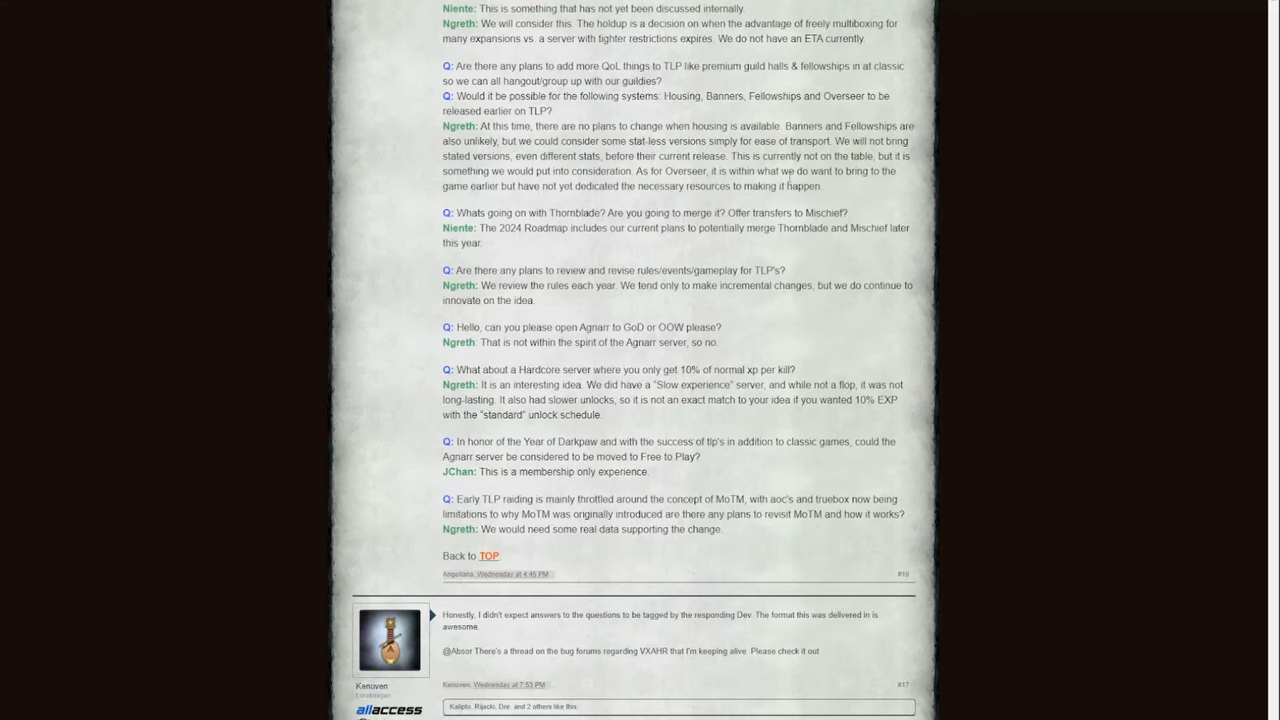 Niente: This is something that has not yet been discussed internally.
Ngreth: We will consider this. The holdup is a decision on when the advantage of freely multiboxing for
many expansions vs. a server with tighter restrictions expires. We do not have an ETA currently.
Q: Are there any plans to add more QoL things to TLP like premium guild halls & fellowships in at classic
so we can all hangout/group up with our guildies?
Q: Would it be possible for the following systems: Housing, Banners, Fellowships and Overseer to be
released earlier on TLP?
Ngreth: At this time, there are no plans to change when housing is available. Banners and Fellowships are
also unlikely, but we could consider some stat-less versions simply for ease of transport. We will not bring
stated versions, even different stats, before their current release. This is currently not on the table, but it is
something we would put into consideration. As for Overseer, it is within what we do want to bring to the
game earlier but have not yet dedicated the necessary resources to making it happen.
Q: Whats going on with Thornblade? Are you going to merge it? Offer transfers to Mischief?
Niente: The 2024 Roadmap includes our current plans to potentially merge Thornblade and Mischief later
this year.
Q: Are there any plans to review and revise rules/events/gameplay for TLP's?
Ngreth: We review the rules each year. We tend only to make incremental changes, but we do continue to
innovate on the idea.
Q: Hello, can you please open Agnarr to GoD or OOW please?
Ngreth: That is not within the spirit of the Agnarr server, so no.
Q: What about a Hardcore server where you only get 10% of normal xp per kill?
Ngreth: It is an interesting idea. We did have a "Slow experience" server, and while not a flop, it was not
long-lasting. It also had slower unlocks, so it is not an exact match to your idea if you wanted 10% EXP
with the "standard" unlock schedule.
Q: In honor of the Year of Darkpaw and with the success of tlp's in addition to classic games, could the
Agnarr server be considered to be moved to Free to Play?
JChan: This is a membership only experience.
Q: Early TLP raiding is mainly throttled around the concept of MoTM, with aoc's and truebox now being
limitations to why MoTM was originally introduced are there any plans to revisit MoTM and how it works?
Ngreth: We would need some real data supporting the change.
Back to TOP
Angeliana, Wednesday at 4:45 PM #16
Honestly, I didn't expect answers to the questions to be tagged by the responding Dev. The format this was delivered in is
awesome.
@Absor There's a thread on the bug forums regarding VXAHR that I'm keeping alive. Please check it out
Kenuven
Lorekeeper
Kenuven, Wednesday at 7:53 PM #17
allaccess
Kalipto, Rijacki, Dre. and 2 others like this.